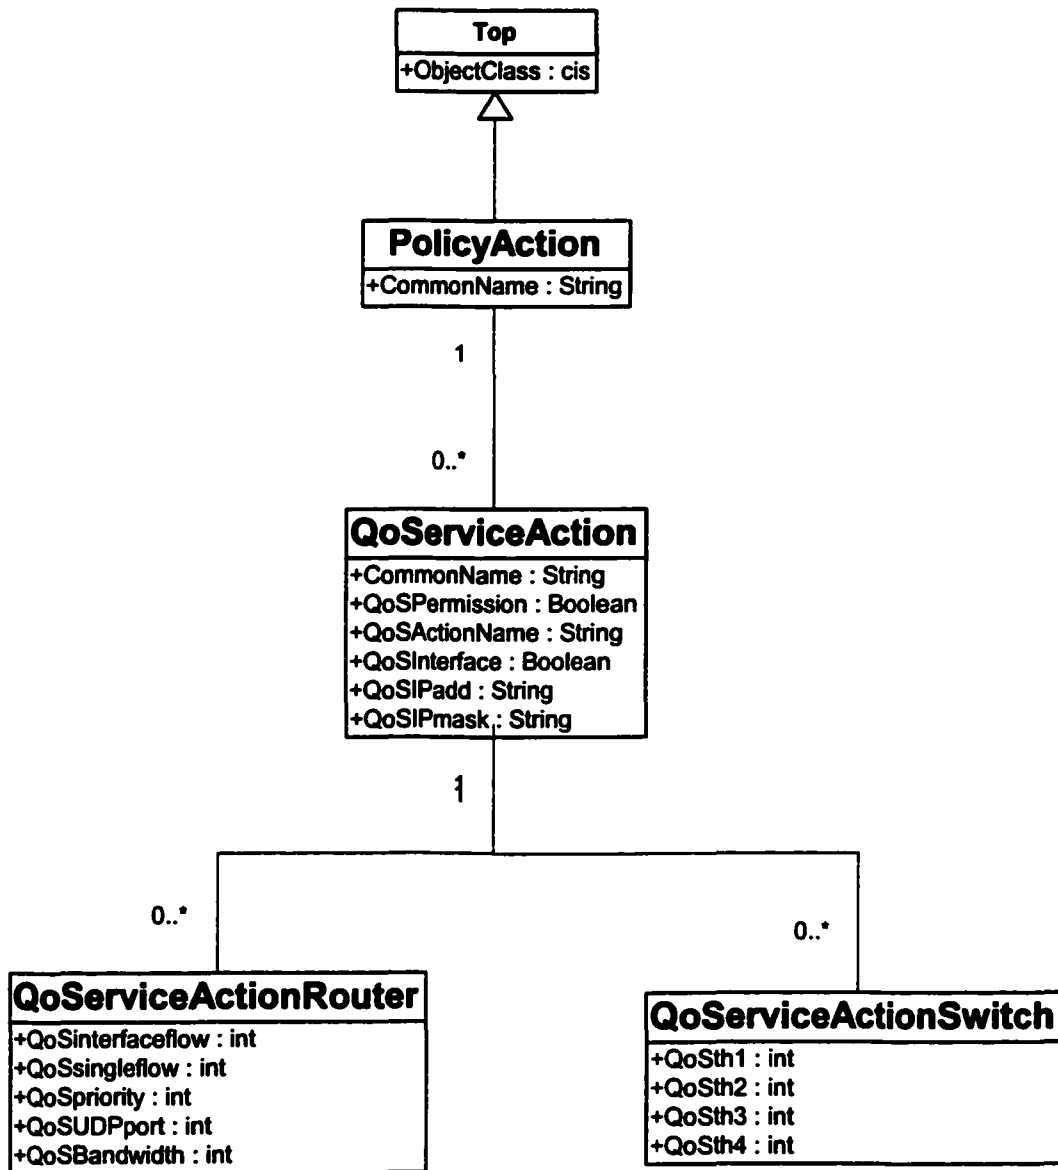 Top
+ObjectClass : cis
PolicyAction
+CommonName : String
1
0..*
QoServiceAction
+CommonName : String
+QoSPermission : Boolean
+QoSActionName : String
+QoSInterface : Boolean
+QoSIPadd : String
+QoSIPmask : String
1
1
0..*
0..*
QoServiceActionRouter
+QoSinterfaceflow : int
+QoSsingleflow : int
+QoSpriority : int
+QoSUDPport : int
+QoSBandwidth : int
QoServiceActionSwitch
+QoSth1 : int
+QoSth2 : int
+QoSth3 : int
+QoSth4 : int